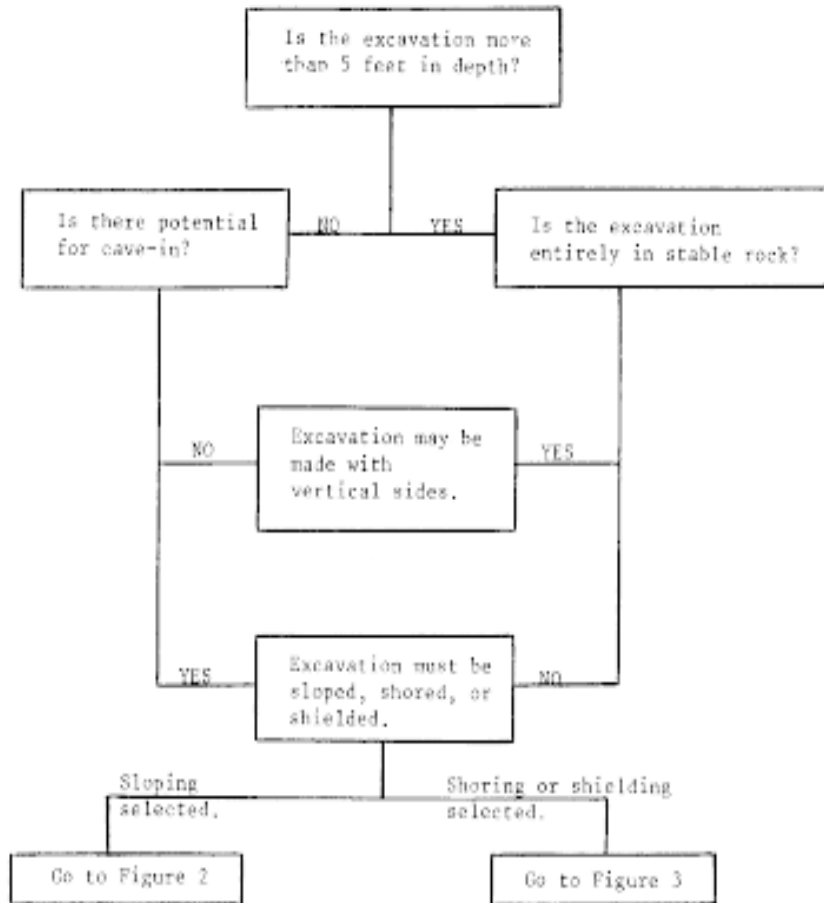 Is the excavation more
than 5 feet in depth?
Is there potential
for cave-in?
NO
YES
Is the excavation
entirely in stable rock?
NO
Excavation may be
made with
vertical sides.
YES
YES
Excavation must be
sloped, shored, or
shielded.
NO
Sloping
selected.
Shoring or shielding
selected.
Go to Figure 2
Go to Figure 3